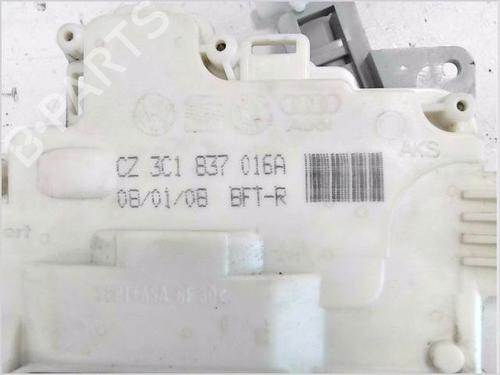 B-PARTS
AKS
CZ 3C1 837 016A
08/01/08 BFT-R